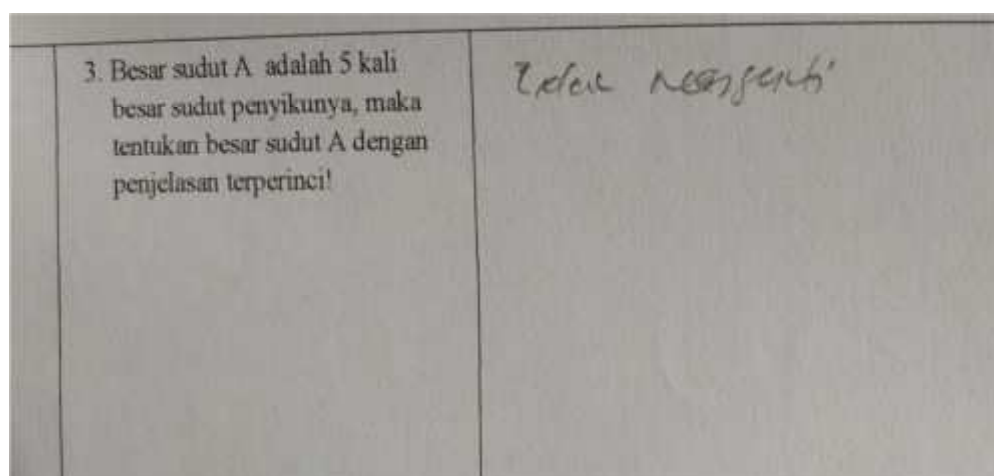 3. Besar sudut A adalah 5 kali
besar sudut penyikunya, maka
tentukan besar sudut A dengan
penjelasan terperinci!
Tidak mengerti